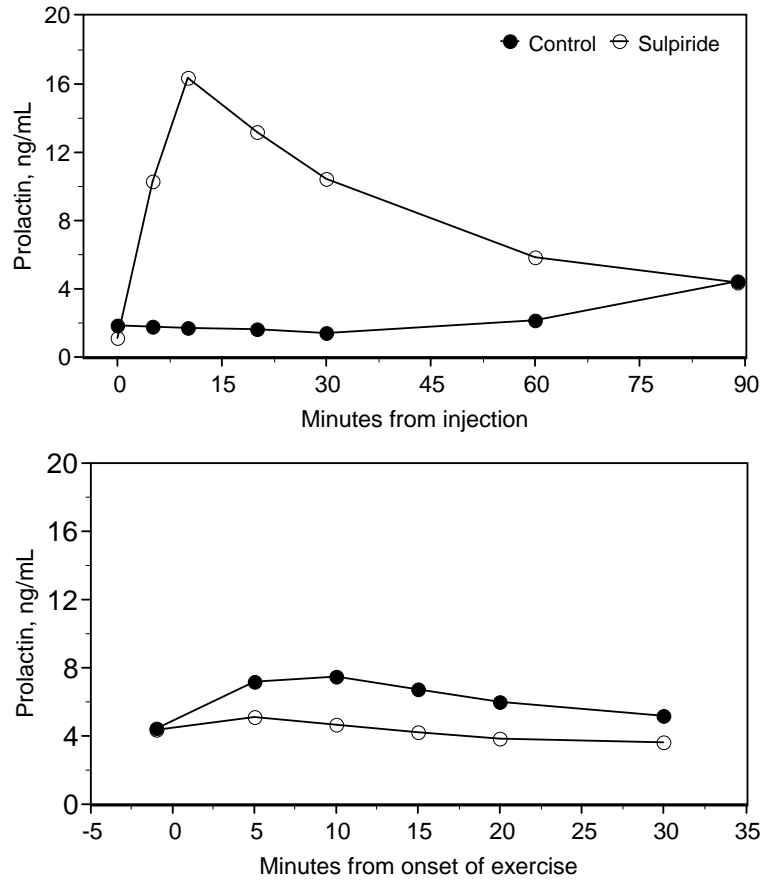 20
● Control ○ Sulpiride
16
12
8
4
0
Prolactin, ng/mL
0 15 30 45 60 75 90
Minutes from injection
20
16
12
8
4
0
Prolactin, ng/mL
-5 0 5 10 15 20 25 30 35
Minutes from onset of exercise